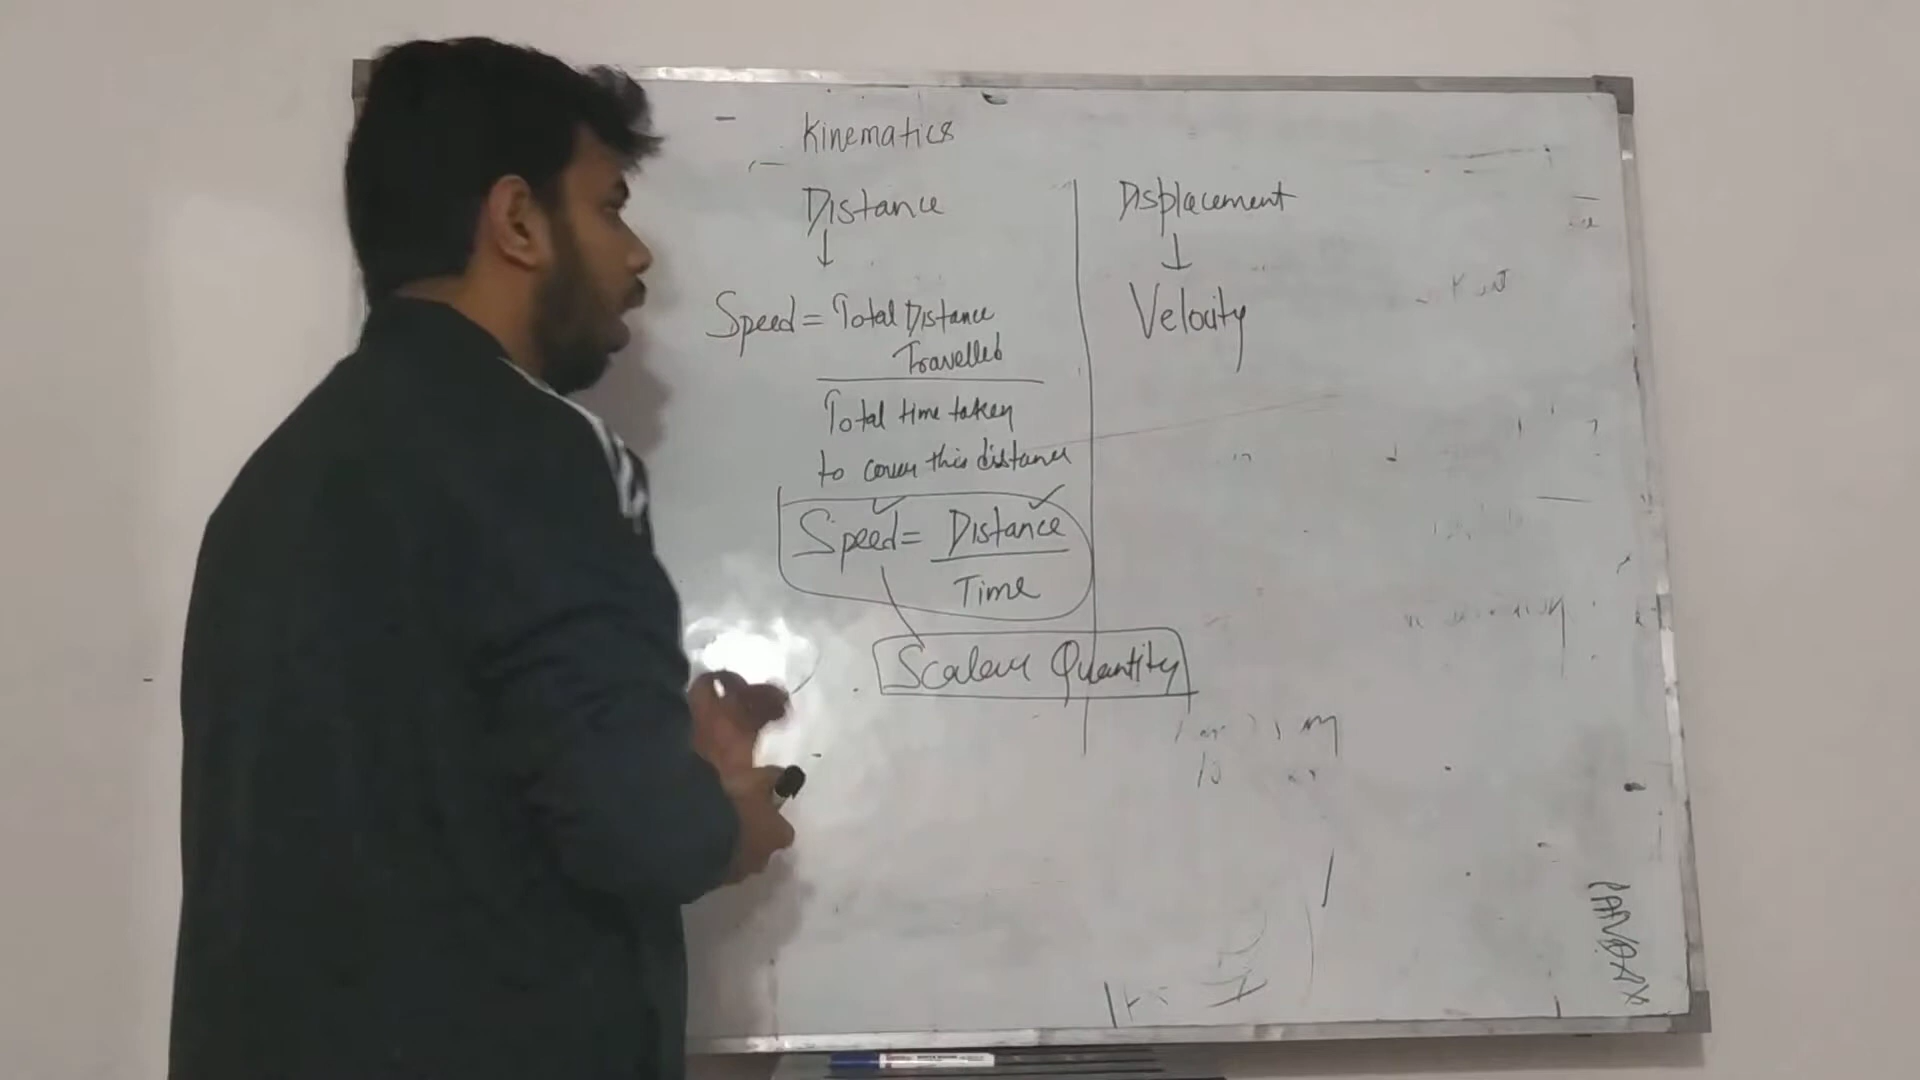 Kinematics
Distance
Displacement
↓
↓
Speed = Total Distance
Travelled
Velocity
Total time taken
to cover this distance
Speed = Distance
Time
Scalar Quantity